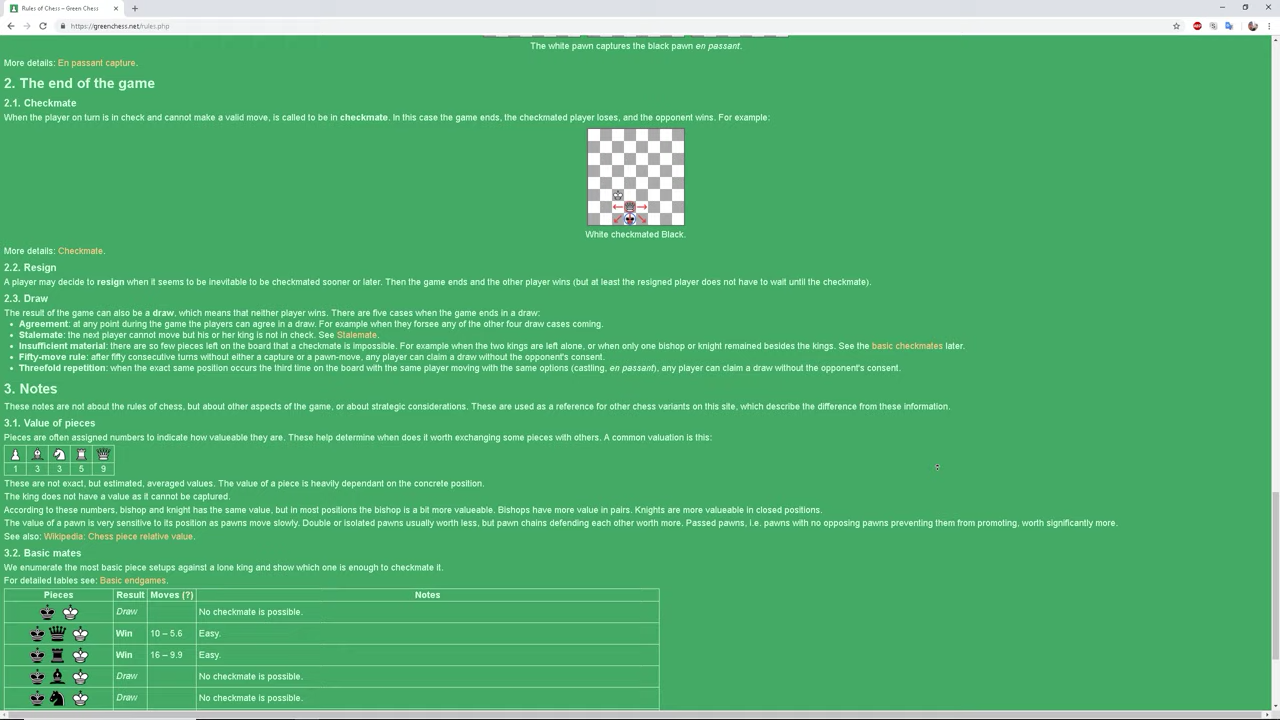 Rules of Chess – Green Chess
https://greenchess.net/rules.php
The white pawn captures the black pawn en passant.
More details: En passant capture.
2. The end of the game
2.1. Checkmate
When the player on turn is in check and cannot make a valid move, is called to be in checkmate. In this case the game ends, the checkmated player loses, and the opponent wins. For example:
White checkmated Black.
More details: Checkmate.
2.2. Resign
A player may decide to resign when it seems to be inevitable to be checkmated sooner or later. Then the game ends and the other player wins (but at least the resigned player does not have to wait until the checkmate).
2.3. Draw
The result of the game can also be a draw, which means that neither player wins. There are five cases when the game ends in a draw:
Agreement: at any point during the game the players can agree in a draw. For example when they forsee any of the other four draw cases coming.
Stalemate: the next player cannot move but his or her king is not in check. See Stalemate.
Insufficient material: there are so few pieces left on the board that a checkmate is impossible. For example when the two kings are left alone, or when only one bishop or knight remained besides the kings. See the basic checkmates later.
Fifty-move rule: after fifty consecutive turns without either a capture or a pawn-move, any player can claim a draw without the opponent's consent.
Threefold repetition: when the exact same position occurs the third time on the board with the same player moving with the same options (castling, en passant), any player can claim a draw without the opponent's consent.
3. Notes
These notes are not about the rules of chess, but about other aspects of the game, or about strategic considerations. These are used as a reference for other chess variants on this site, which describe the difference from these information.
3.1. Value of pieces
Pieces are often assigned numbers to indicate how valueable they are. These help determine when does it worth exchanging some pieces with others. A common valuation is this:
1 3 3 5 9
These are not exact, but estimated, averaged values. The value of a piece is heavily dependant on the concrete position.
The king does not have a value as it cannot be captured.
According to these numbers, bishop and knight has the same value, but in most positions the bishop is a bit more valueable. Bishops have more value in pairs. Knights are more valueable in closed positions.
The value of a pawn is very sensitive to its position as pawns move slowly. Double or isolated pawns usually worth less, but pawn chains defending each other worth more. Passed pawns, i.e. pawns with no opposing pawns preventing them from promoting, worth significantly more.
See also: Wikipedia: Chess piece relative value.
3.2. Basic mates
We enumerate the most basic piece setups against a lone king and show which one is enough to checkmate it.
For detailed tables see: Basic endgames.
Pieces Result Moves (?) Notes
Draw No checkmate is possible.
Win 10 – 5.6 Easy.
Win 16 – 9.9 Easy.
Draw No checkmate is possible.
Draw No checkmate is possible.